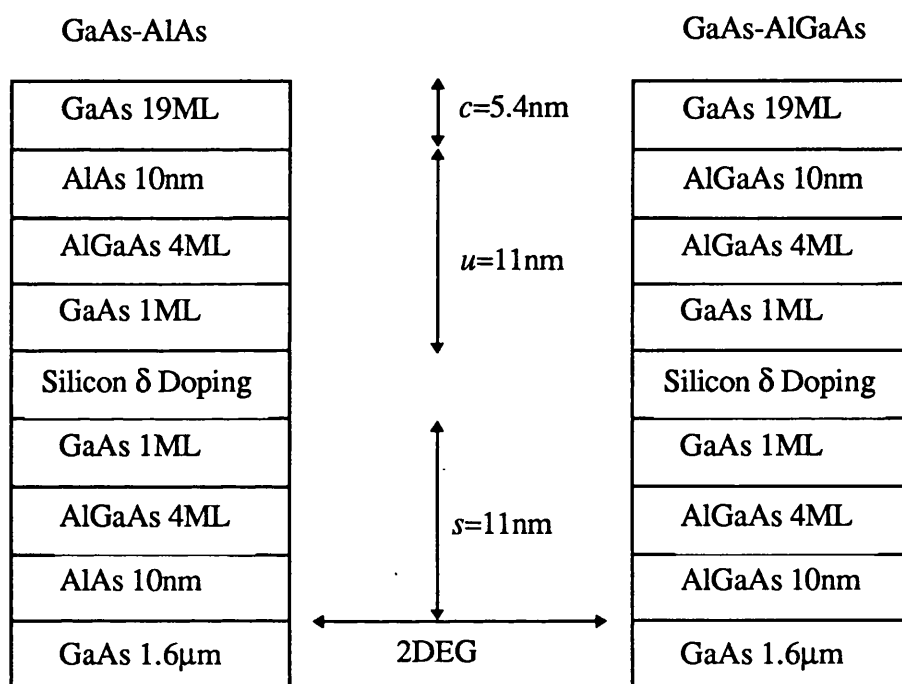 GaAs-AlAs
GaAs 19ML
AlAs 10nm
AlGaAs 4ML
GaAs 1ML
Silicon δ Doping
GaAs 1ML
AlGaAs 4ML
AlAs 10nm
GaAs 1.6μm
c=5.4nm
u=11nm
s=11nm
2DEG
GaAs-AlGaAs
GaAs 19ML
AlGaAs 10nm
AlGaAs 4ML
GaAs 1ML
Silicon δ Doping
GaAs 1ML
AlGaAs 4ML
AlGaAs 10nm
GaAs 1.6μm